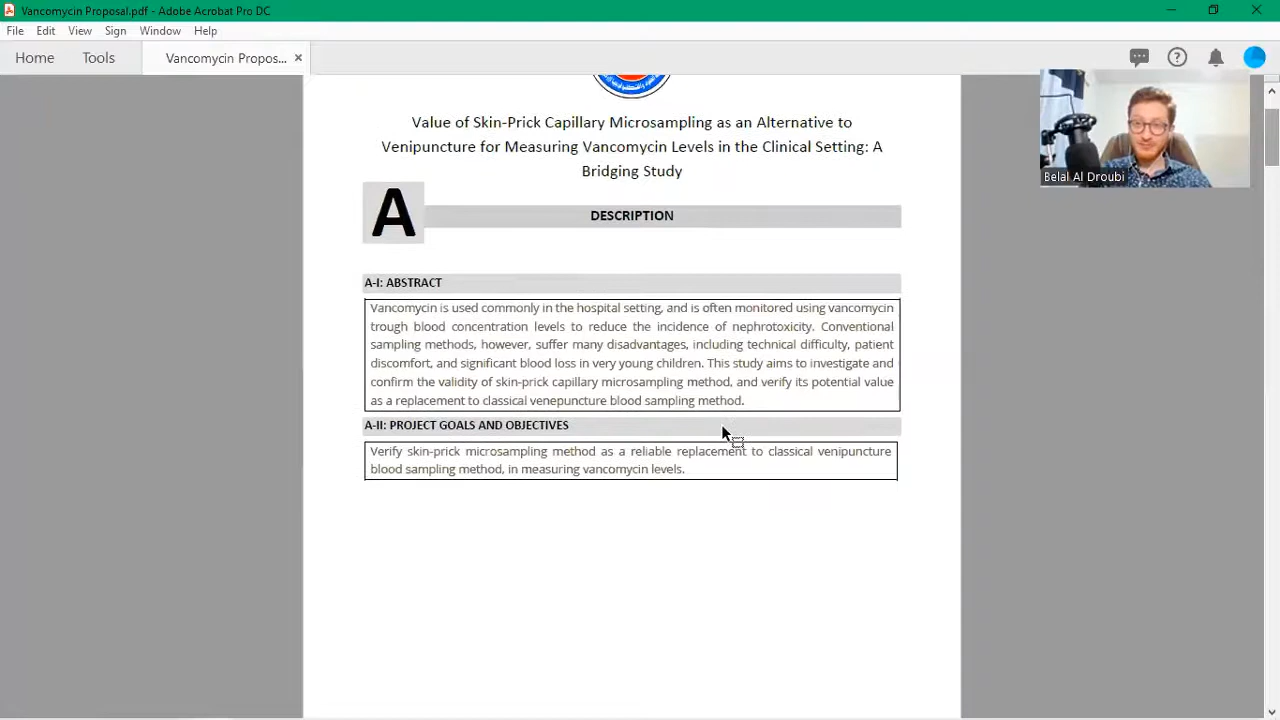 Vancomycin Proposal.pdf - Adobe Acrobat Pro DC
File Edit View Sign Window Help
Home Tools Vancomycin Propos...
Belal Al Droubi
Value of Skin-Prick Capillary Microsampling as an Alternative to
Venipuncture for Measuring Vancomycin Levels in the Clinical Setting: A
Bridging Study
A
DESCRIPTION
A-I: ABSTRACT
Vancomycin is used commonly in the hospital setting, and is often monitored using vancomycin
trough blood concentration levels to reduce the incidence of nephrotoxicity. Conventional
sampling methods, however, suffer many disadvantages, including technical difficulty, patient
discomfort, and significant blood loss in very young children. This study aims to investigate and
confirm the validity of skin-prick capillary microsampling method, and verify its potential value
as a replacement to classical venepuncture blood sampling method.
A-II: PROJECT GOALS AND OBJECTIVES
Verify skin-prick microsampling method as a reliable replacement to classical venipuncture
blood sampling method, in measuring vancomycin levels.